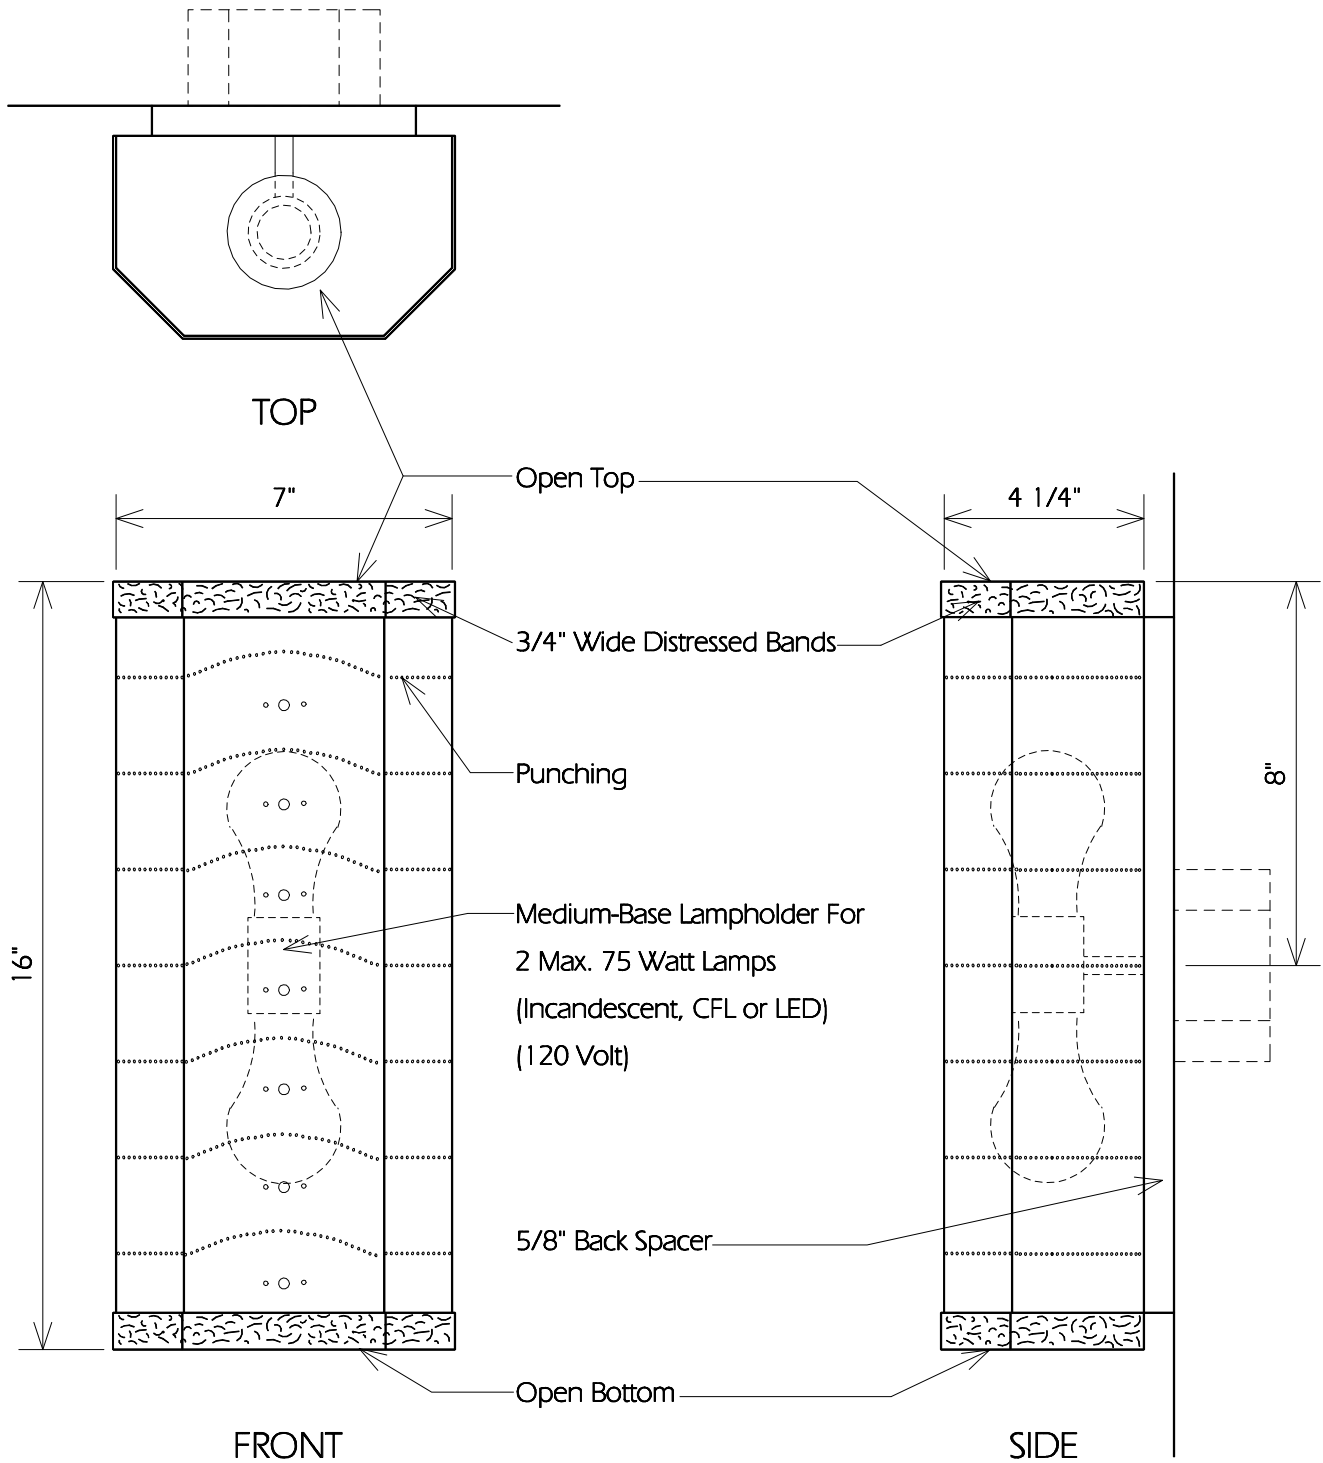 TOP
Open Top
7"
4 1/4"
3/4" Wide Distressed Bands
Punching
8"
16"
Medium-Base Lampholder For
2 Max. 75 Watt Lamps
(Incandescent, CFL or LED)
(120 Volt)
5/8" Back Spacer
Open Bottom
FRONT
SIDE